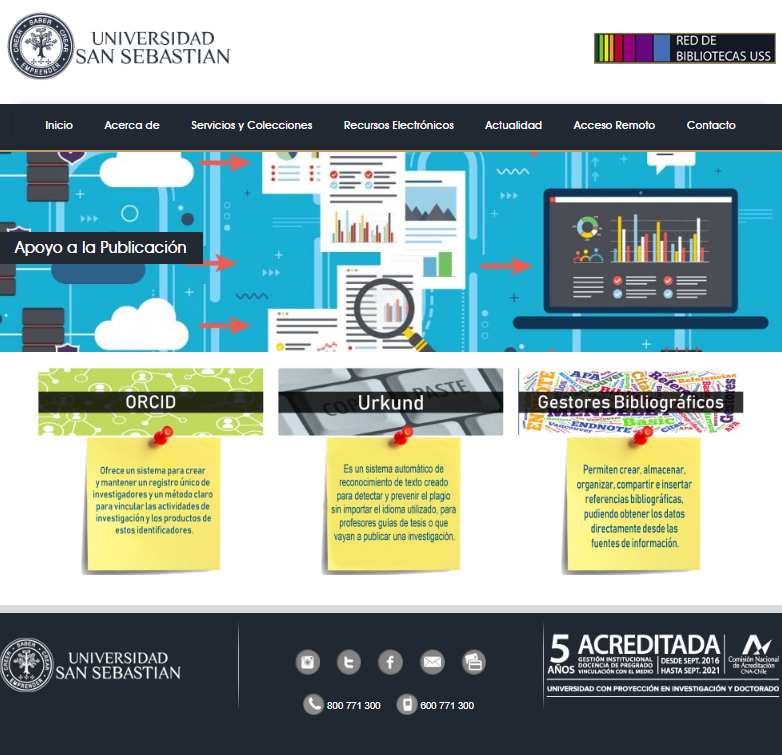 SABER
CREER
CREAR
EMPRENDER
UNIVERSIDAD
SAN SEBASTIAN
RED DE
BIBLIOTECAS USS
Inicio
Acerca de
Servicios y Colecciones
Recursos Electrónicos
Actualidad
Acceso Remoto
Contacto
Apoyo a la Publicación
ORCID
Urkund
Gestores Bibliográficos
Ofrece un sistema para crear
y mantener un registro único de
investigadores y un método claro
para vincular las actividades de
investigación y los productos de
estos identificadores.
Es un sistema automático de
reconocimiento de texto creado
para detectar y prevenir el plagio
sin importar el idioma utilizado, para
profesores guías de tesis o que
vayan a publicar una investigación.
Permiten crear, almacenar,
organizar, compartir e insertar
referencias bibliográficas,
pudiendo obtener los datos
directamente desde las
fuentes de información.
UNIVERSIDAD
SAN SEBASTIAN
800 771 300
600 771 300
5 AÑOS
ACREDITADA
GESTIÓN INSTITUCIONAL
DOCENCIA DE PREGRADO
VINCULACIÓN CON EL MEDIO
DESDE SEPT. 2016
HASTA SEPT. 2021
Comisión Nacional
de Acreditación
CNA-Chile
UNIVERSIDAD CON PROYECCIÓN EN INVESTIGACIÓN Y DOCTORADO